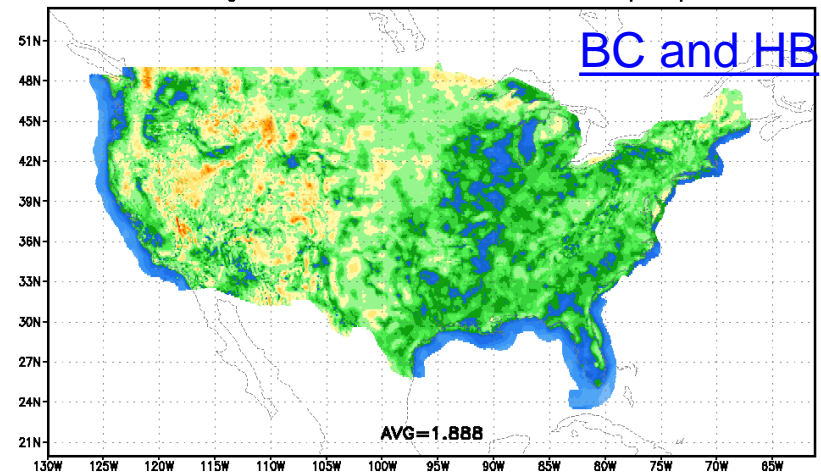 BC and HB
51N
48N
45N
42N
39N
36N
33N
30N
27N
24N
21N
AVG=1.888
130W 125W 120W 115W 110W 105W 100W 95W 90W 85W 80W 75W 70W 65W